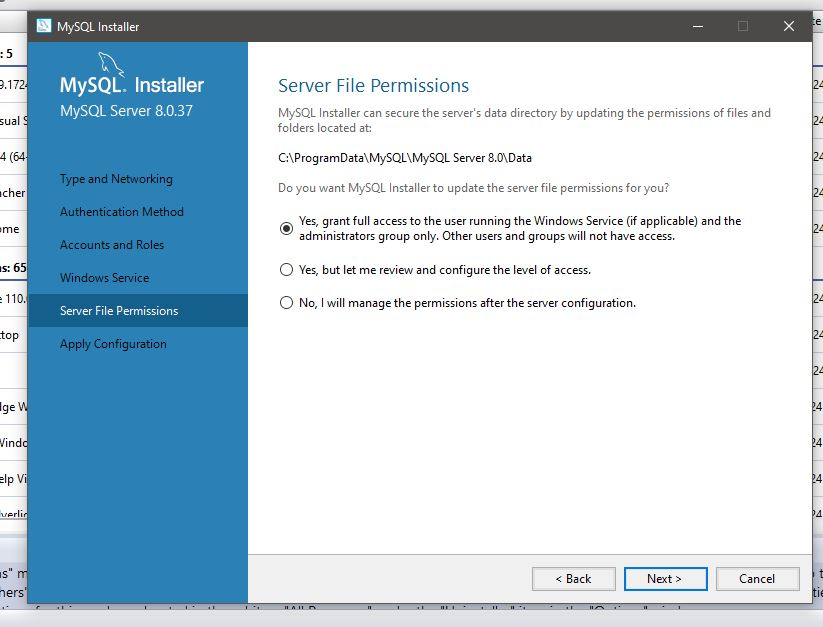 MySQL Installer
MySQL. Installer
MySQL Server 8.0.37
Type and Networking
Authentication Method
Accounts and Roles
Windows Service
Server File Permissions
Apply Configuration
Server File Permissions
MySQL Installer can secure the server's data directory by updating the permissions of files and
folders located at:
C:\ProgramData\MySQL\MySQL Server 8.0\Data
Do you want MySQL Installer to update the server file permissions for you?
Yes, grant full access to the user running the Windows Service (if applicable) and the
administrators group only. Other users and groups will not have access.
Yes, but let me review and configure the level of access.
No, I will manage the permissions after the server configuration.
< Back
Next >
Cancel